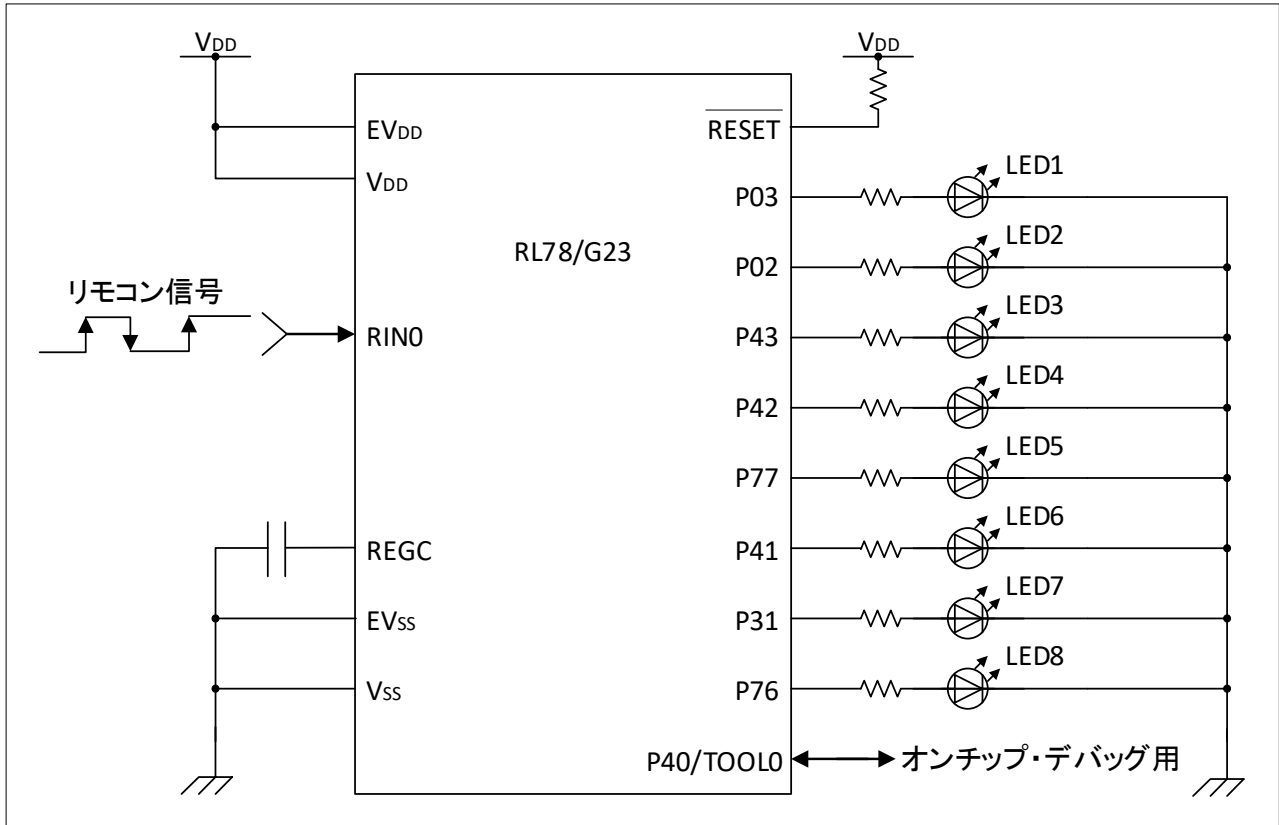 VDD
EVDD
VDD
リモコン信号
RIN0
REGC
EVSS
VSS
RL78/G23
VDD
RESET
P03
LED1
P02
LED2
P43
LED3
P42
LED4
P77
LED5
P41
LED6
P31
LED7
P76
LED8
P40/TOOL0
オンチップ・デバッグ用